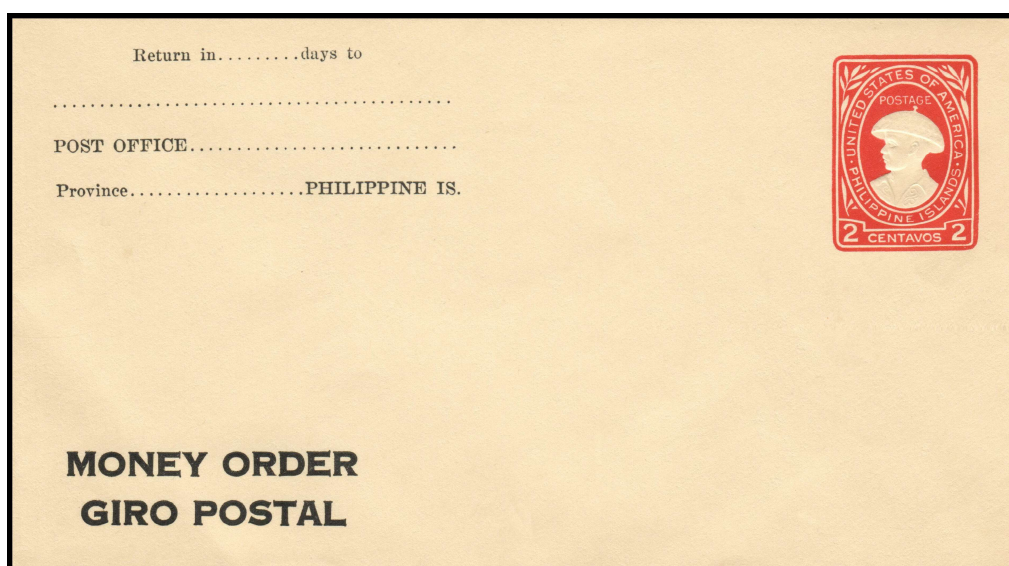 Return in.........days to
............................................
POST OFFICE.............................
Province...................PHILIPPINE IS.
UNITED STATES OF AMERICA
POSTAGE
PHILIPPINE ISLANDS
2 CENTAVOS 2
MONEY ORDER
GIRO POSTAL